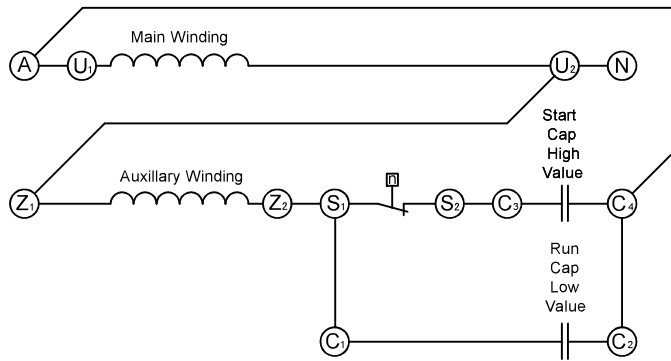 Main Winding
A U1 U2 N
Start
Cap
High
Value
Auxillary Winding
n
Z1 Z2 S1 S2 C3 C4
Run
Cap
Low
Value
C1 C2